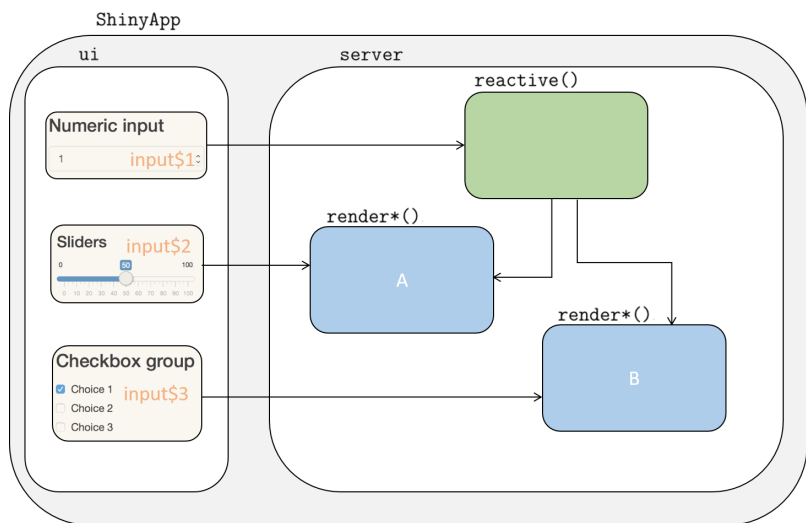 ShinyApp
ui
server
reactive()
Numeric input
1
input$1
render*()
Sliders
input$2
0
50
100
0 10 20 30 40 50 60 70 80 90 100
A
render*()
Checkbox group
Choice 1
input$3
Choice 2
Choice 3
B